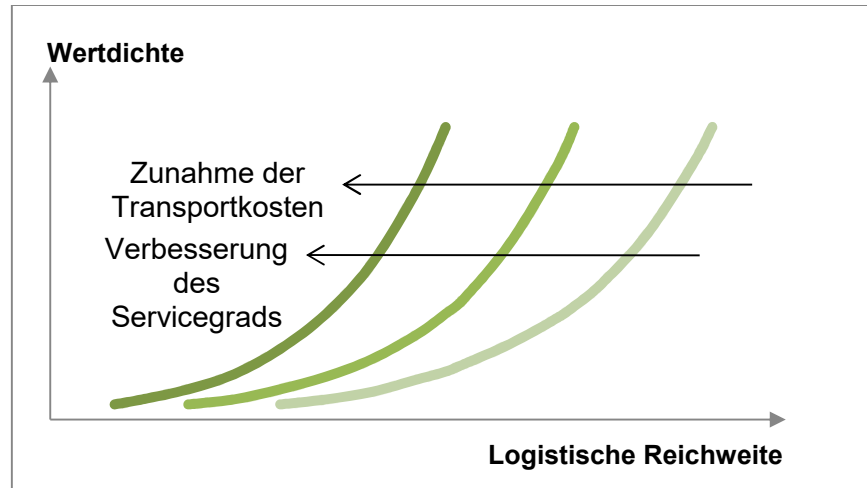 Wertdichte
Zunahme der
Transportkosten
Verbesserung
des
Servicegrads
Logistische Reichweite